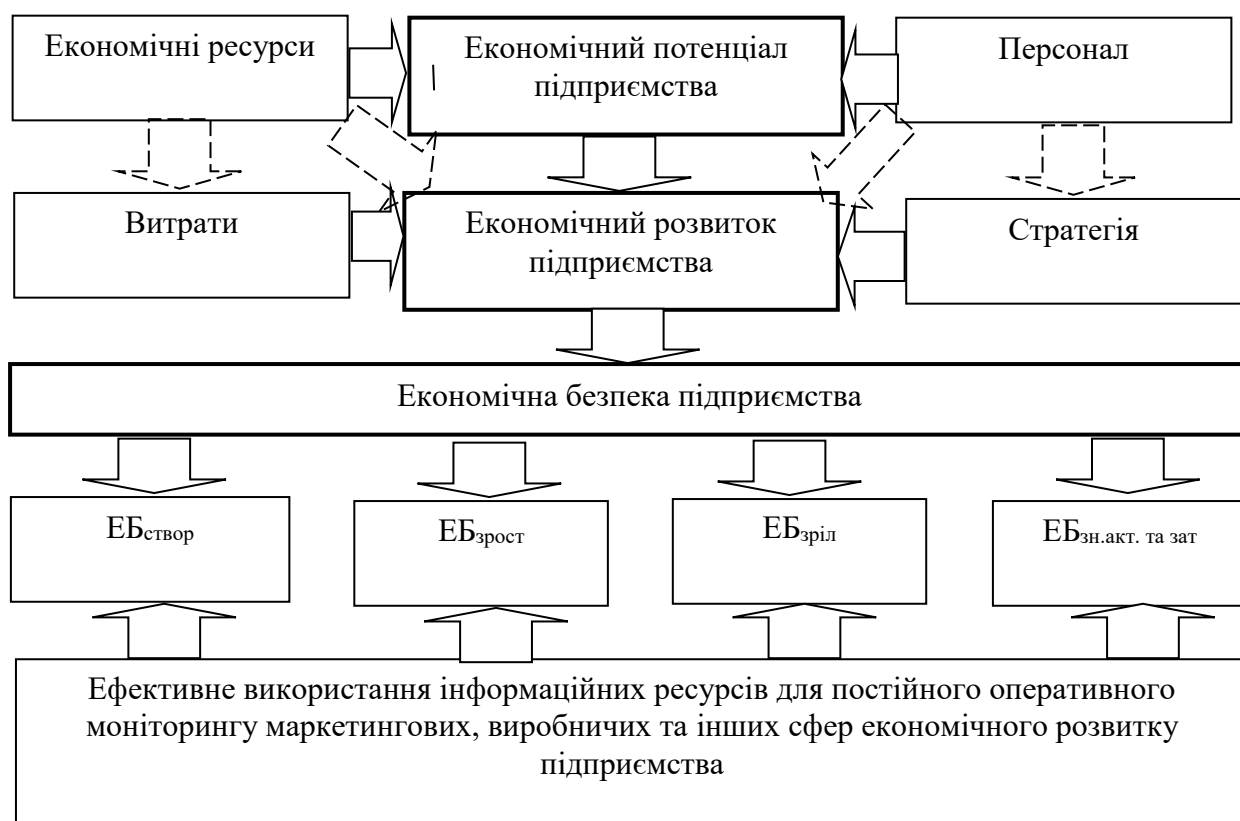 Економічні ресурси
Економічний потенціал
підприємства
Персонал
Витрати
Економічний розвиток
підприємства
Стратегія
Економічна безпека підприємства
ЕБствор
ЕБзрост
ЕБзріл
ЕБзн.акт. та зат
Ефективне використання інформаційних ресурсів для постійного оперативного
моніторингу маркетингових, виробничих та інших сфер економічного розвитку
підприємства